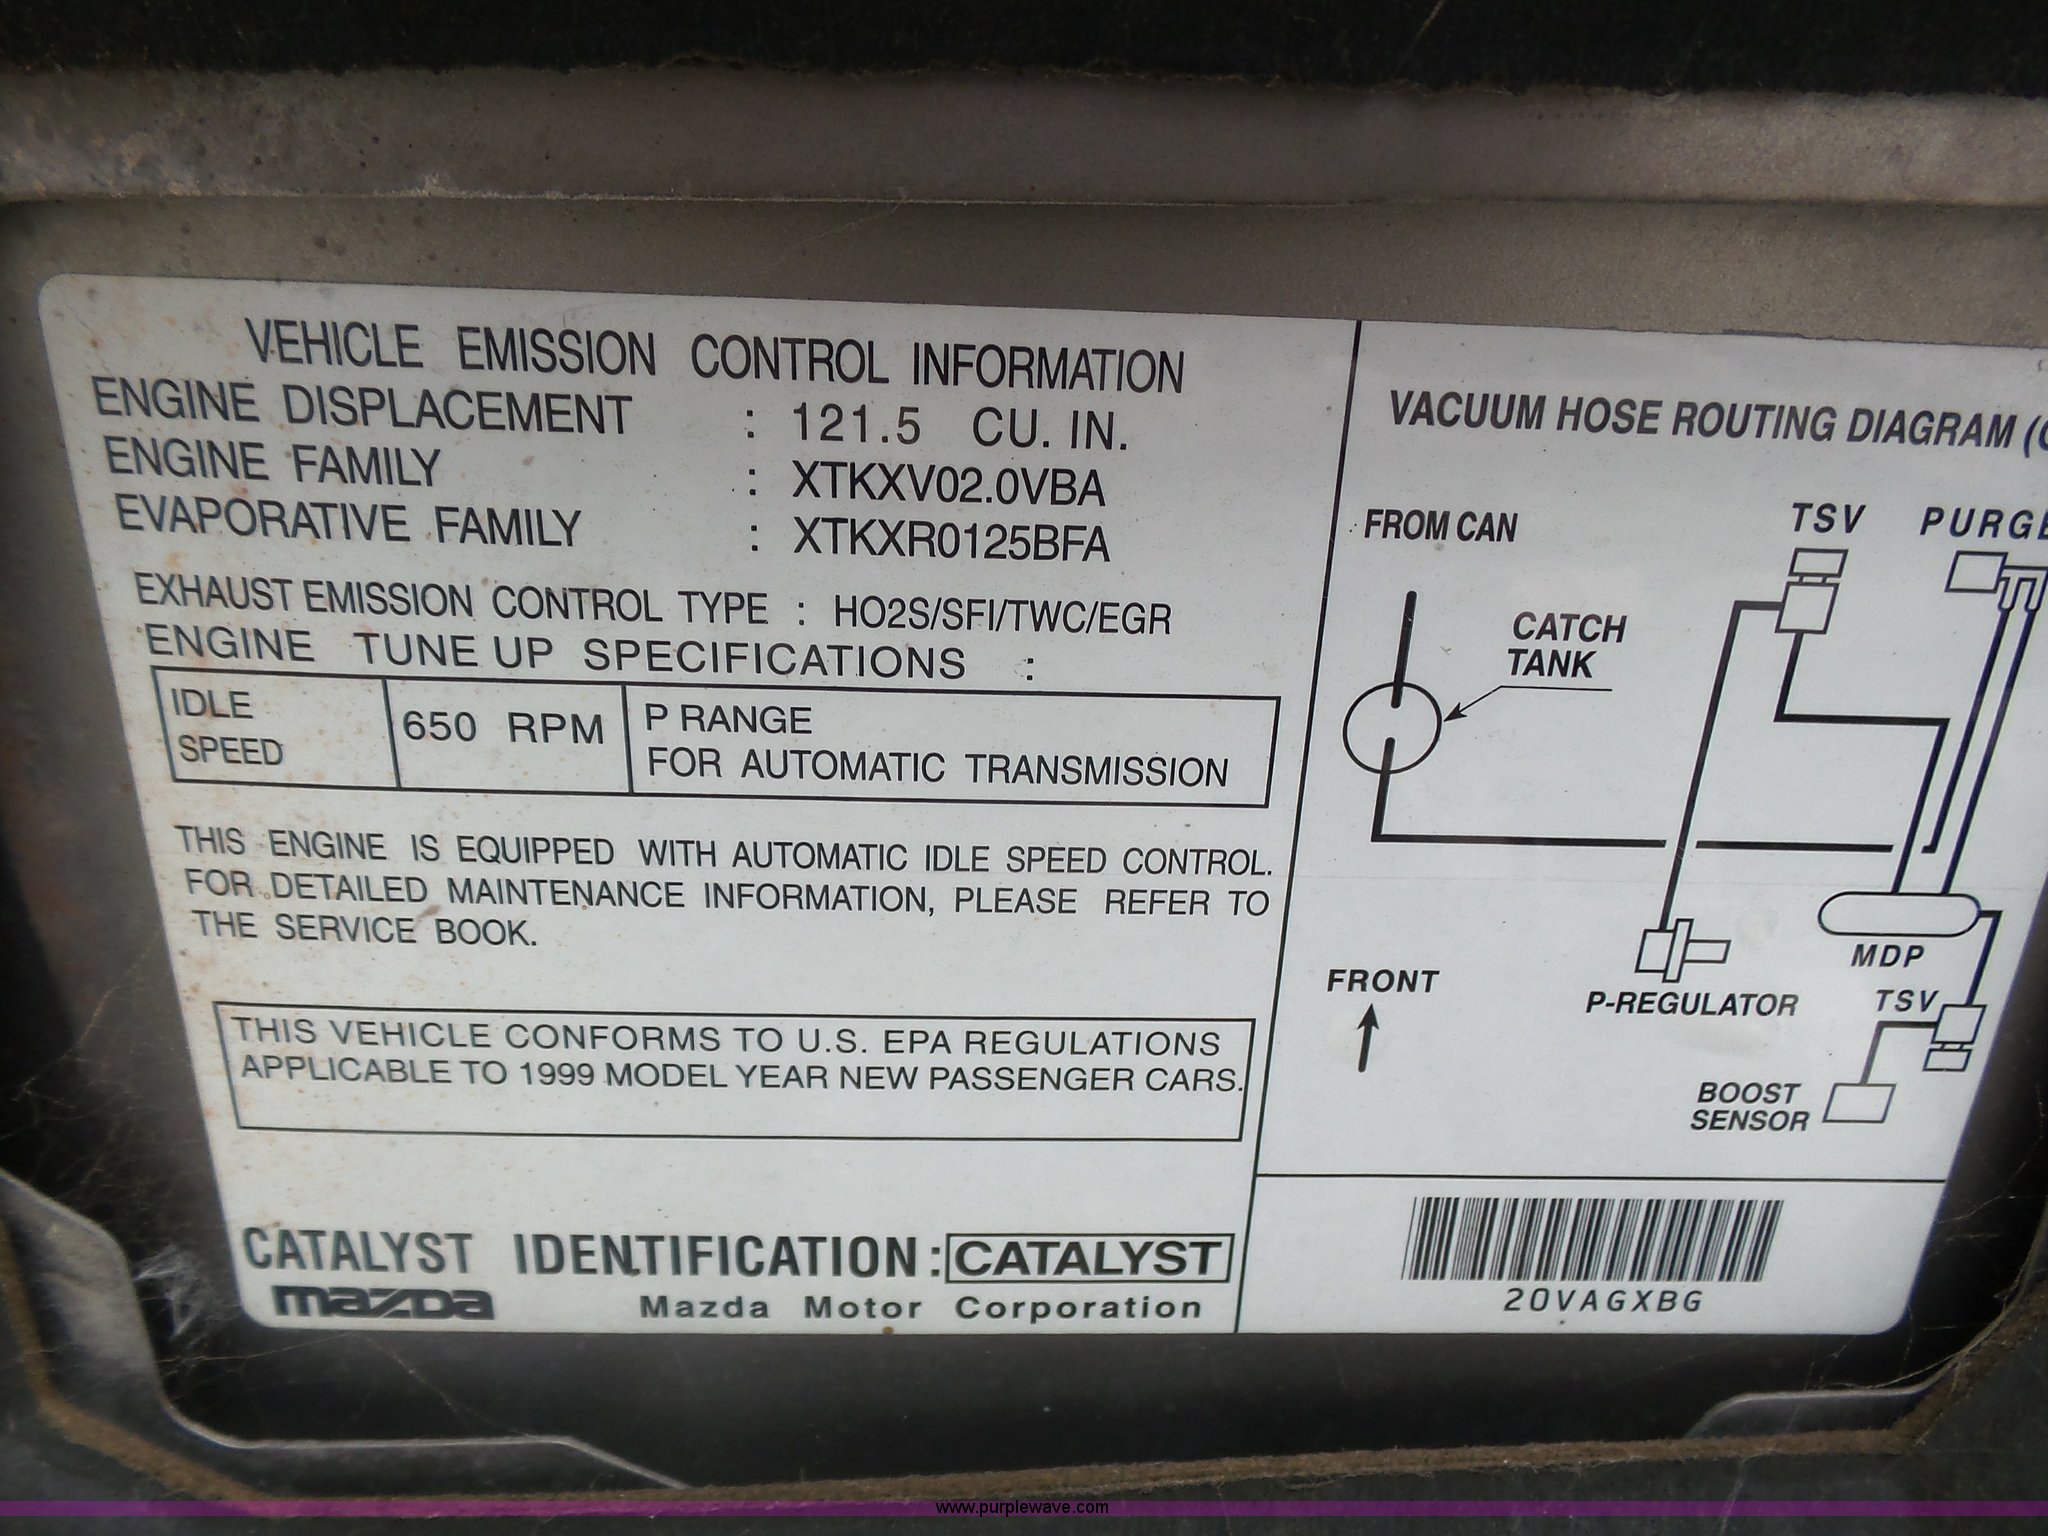 VEHICLE EMISSION CONTROL INFORMATION
ENGINE DISPLACEMENT : 121.5 CU. IN.
ENGINE FAMILY : XTKXV02.0VBA
EVAPORATIVE FAMILY : XTKXR0125BFA
EXHAUST EMISSION CONTROL TYPE : HO2S/SFI/TWC/EGR
ENGINE TUNE UP SPECIFICATIONS :
IDLE
SPEED
650 RPM
P RANGE
FOR AUTOMATIC TRANSMISSION
THIS ENGINE IS EQUIPPED WITH AUTOMATIC IDLE SPEED CONTROL.
FOR DETAILED MAINTENANCE INFORMATION, PLEASE REFER TO
THE SERVICE BOOK.
THIS VEHICLE CONFORMS TO U.S. EPA REGULATIONS
APPLICABLE TO 1999 MODEL YEAR NEW PASSENGER CARS.
CATALYST IDENTIFICATION : CATALYST
mazda Mazda Motor Corporation
VACUUM HOSE ROUTING DIAGRAM
FROM CAN
TSV
PURGE
CATCH
TANK
MDP
FRONT
P-REGULATOR
TSV
BOOST
SENSOR
20VAGXBG
www.purplewave.com